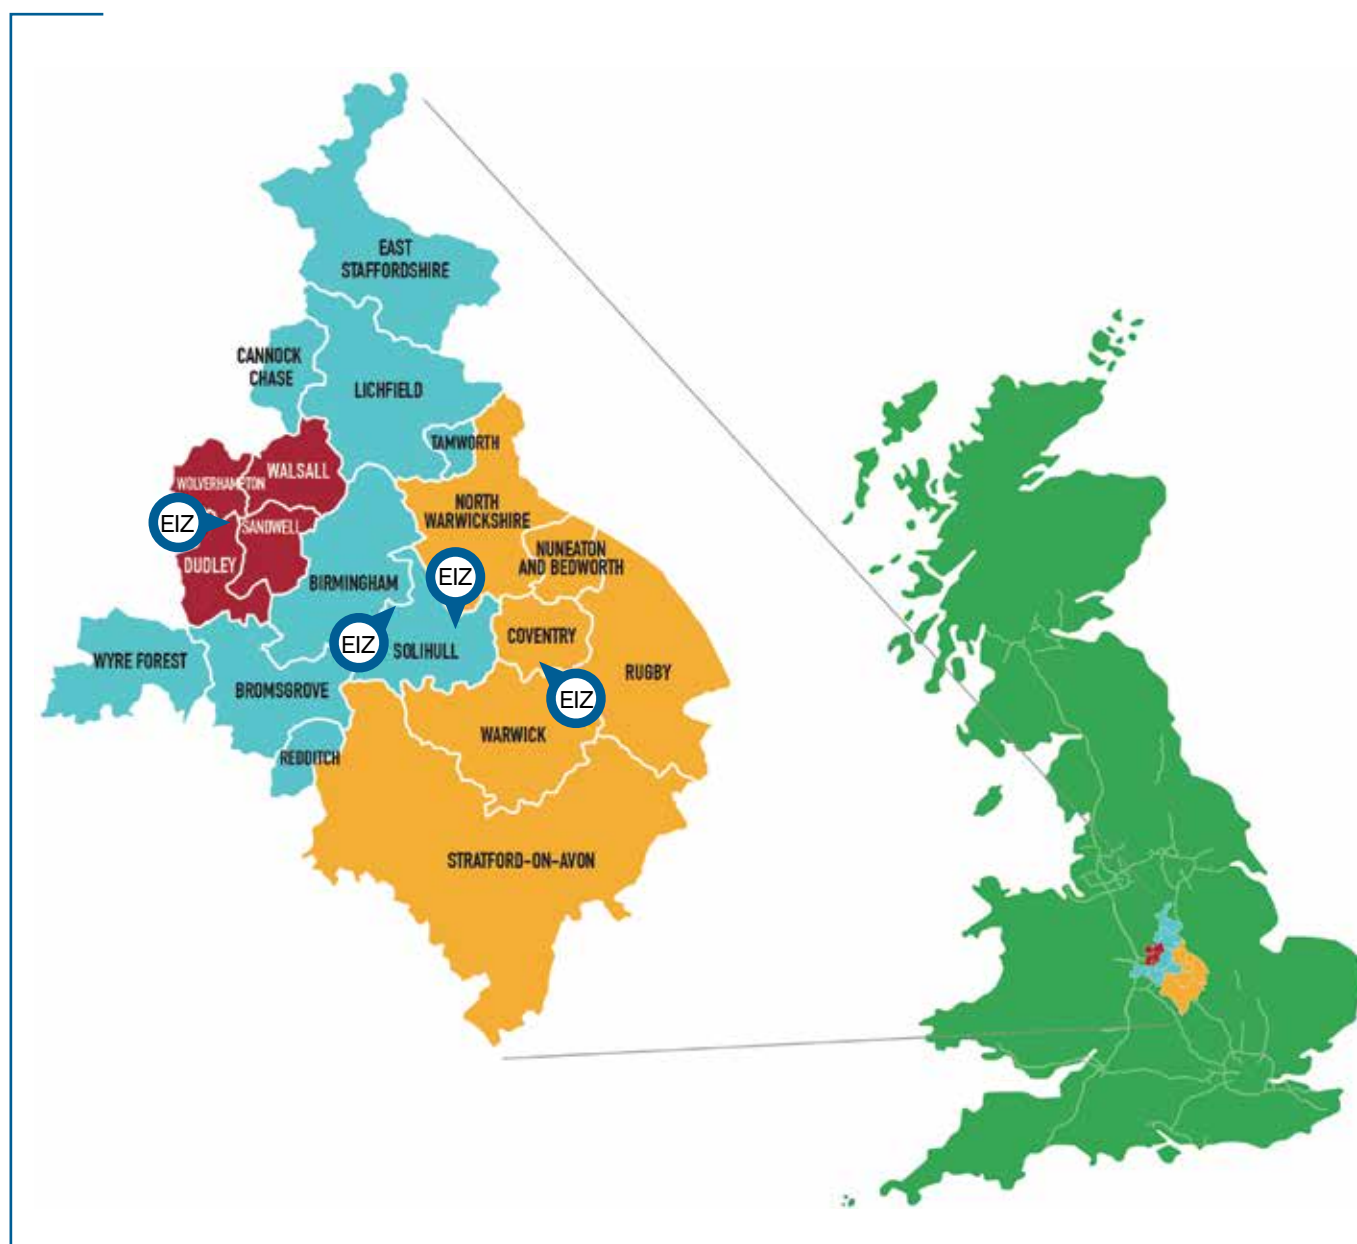 EAST
STAFFORDSHIRE
CANNOCK
CHASE
LICHFIELD
TAMWORTH
WALSALL
WOLVERHAMPTON
EIZ
SANDWELL
NORTH
WARWICKSHIRE
DUDLEY
NUNEATON
AND BEDWORTH
BIRMINGHAM
EIZ
EIZ
SOLIHULL
COVENTRY
WYRE FOREST
RUGBY
BROMSGROVE
EIZ
WARWICK
REDDITCH
STRATFORD-ON-AVON